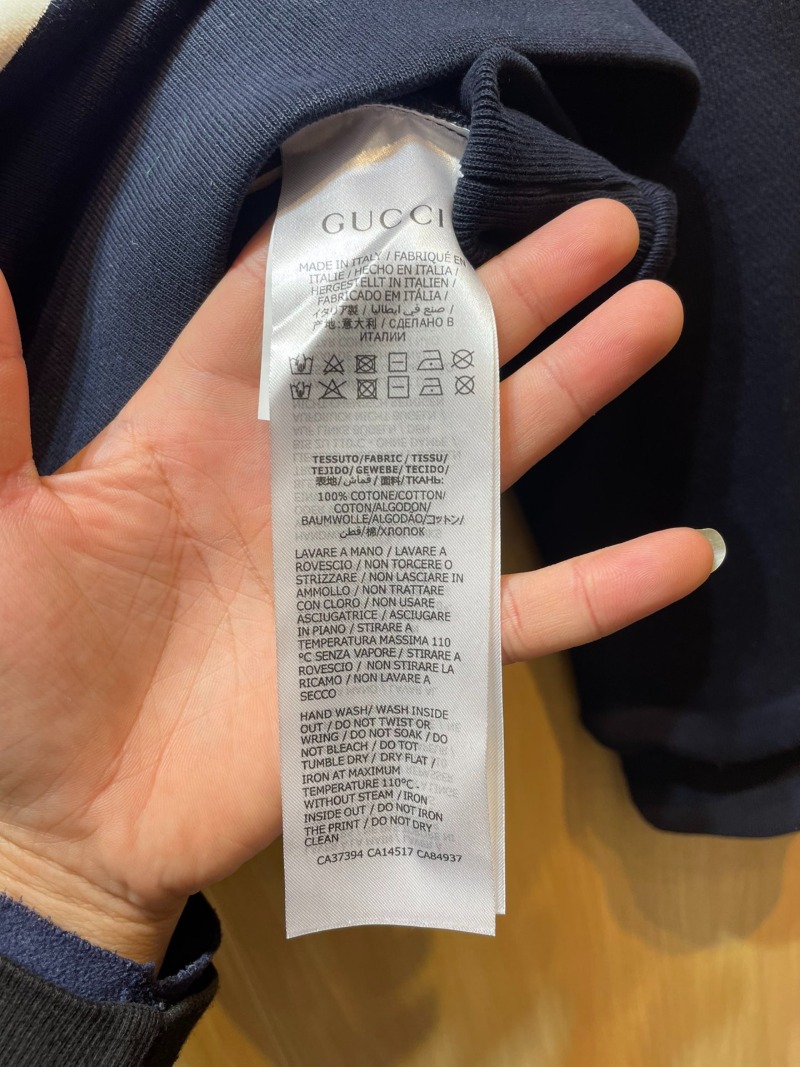 GUCCI
MADE IN ITALY / FABRIQUÉ EN
ITALIE / HECHO EN ITALIA /
HERGESTELLT IN ITALIEN /
FABRICADO EM ITÁLIA /
イタリア製 / صنع في ايطاليا /
产地:意大利 / СДЕЛАНО В
ИТАЛИИ
TESSUTO/FABRIC / TISSU/
TEJIDO/ GEWEBE/ TECIDO/
表地/ قماش/ 面料/ТКАНЬ:
100% COTONE/COTTON/
COTON/ALGODON/
BAUMWOLLE/ALGODÃO/コットン/
قطن/棉/ХЛОПОК
LAVARE A MANO / LAVARE A
ROVESCIO / NON TORCERE O
STRIZZARE / NON LASCIARE IN
AMMOLLO / NON TRATTARE
CON CLORO / NON USARE
ASCIUGATRICE / ASCIUGARE
IN PIANO / STIRARE A
TEMPERATURA MASSIMA 110
°C SENZA VAPORE / STIRARE A
ROVESCIO / NON STIRARE LA
RICAMO / NON LAVARE A
SECCO
HAND WASH/ WASH INSIDE
OUT / DO NOT TWIST OR
WRING / DO NOT SOAK / DO
NOT BLEACH / DO TOT
TUMBLE DRY / DRY FLAT /
IRON AT MAXIMUM
TEMPERATURE 110°C -
WITHOUT STEAM / IRON
INSIDE OUT / DO NOT IRON
THE PRINT / DO NOT DRY
CLEAN
CA37394 CA14517 CA84937